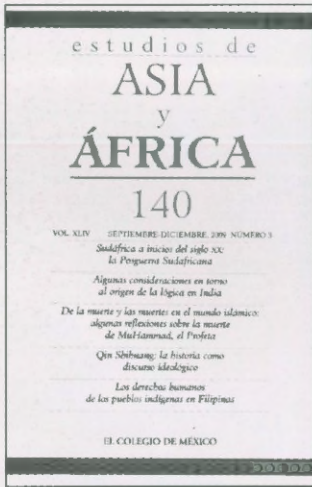 estudios de
ASIA
y
ÁFRICA
140
VOL. XLIV SEPTIEMBRE-DICIEMBRE, 2009 NÚMERO 3
Sudáfrica a inicios del siglo XX:
la Posguerra Sudafricana
Algunas consideraciones en torno
al origen de la lógica en India
De la muerte y las muertes en el mundo islámico:
algunas reflexiones sobre la muerte
de MuHammad, el Profeta
Qin Shihuang: la historia como
discurso ideológico
Los derechos humanos
de los pueblos indígenas en Filipinas
EL COLEGIO DE MÉXICO